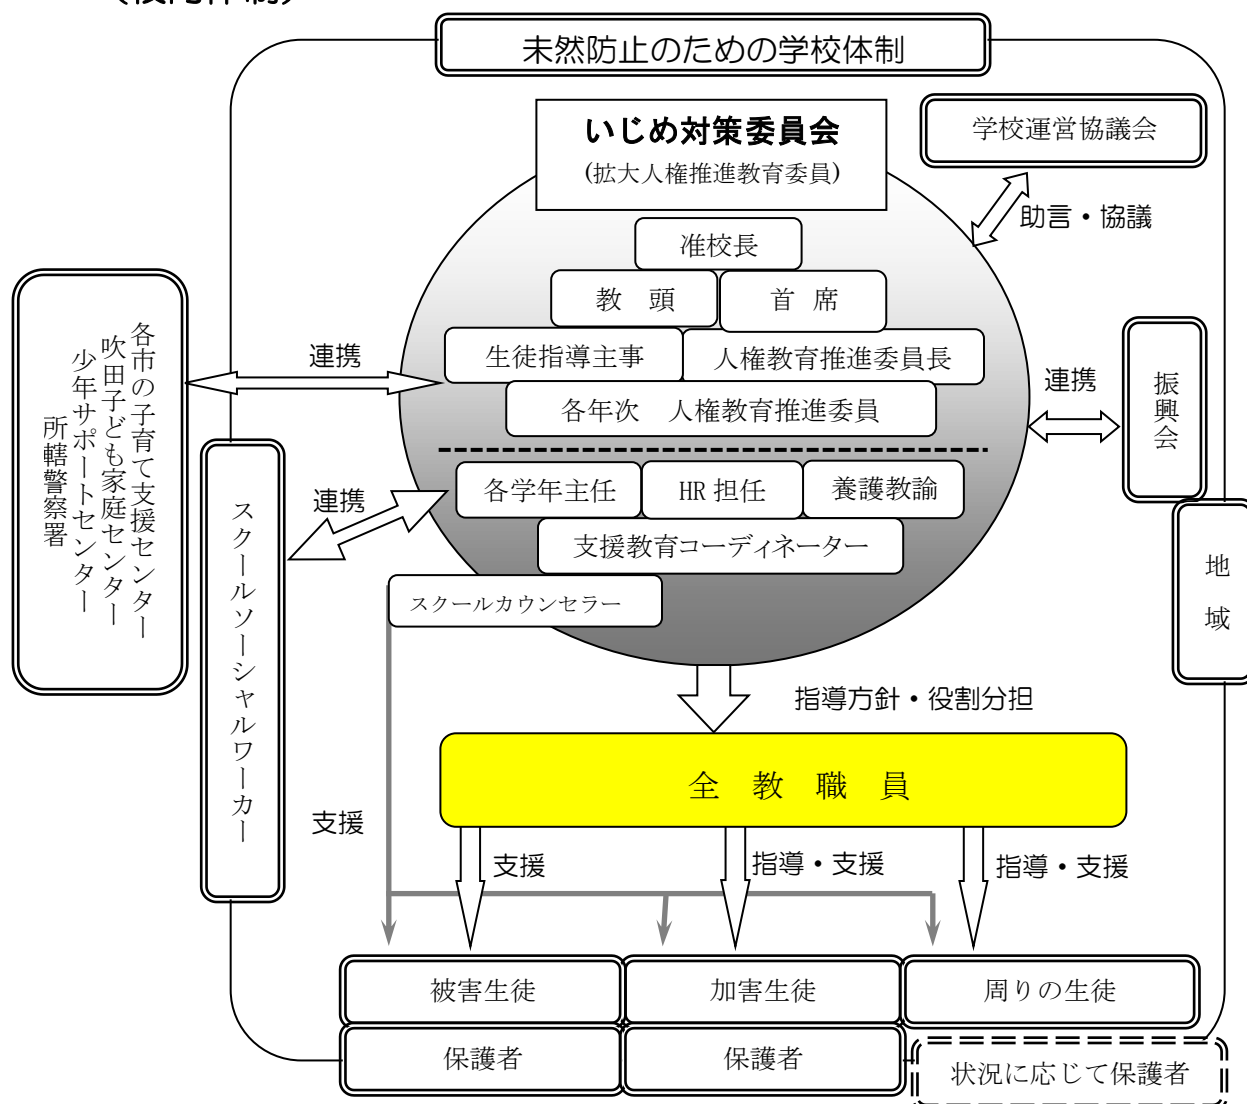 未然防止のための学校体制
いじめ対策委員会
(拡大人権推進教育委員)
学校運営協議会
助言・協議
准校長
教　頭
首　席
生徒指導主事
人権教育推進委員長
各年次　人権教育推進委員
各学年主任
HR 担任
養護教諭
支援教育コーディネーター
スクールカウンセラー
連携
各市の子育て支援センター
吹田子ども家庭センター
少年サポートセンター
所轄警察署
連携
スクールソーシャルワーカー
連携
振興会
地　域
指導方針・役割分担
全　教　職　員
支援
支援
指導・支援
指導・支援
被害生徒
加害生徒
周りの生徒
保護者
保護者
状況に応じて保護者